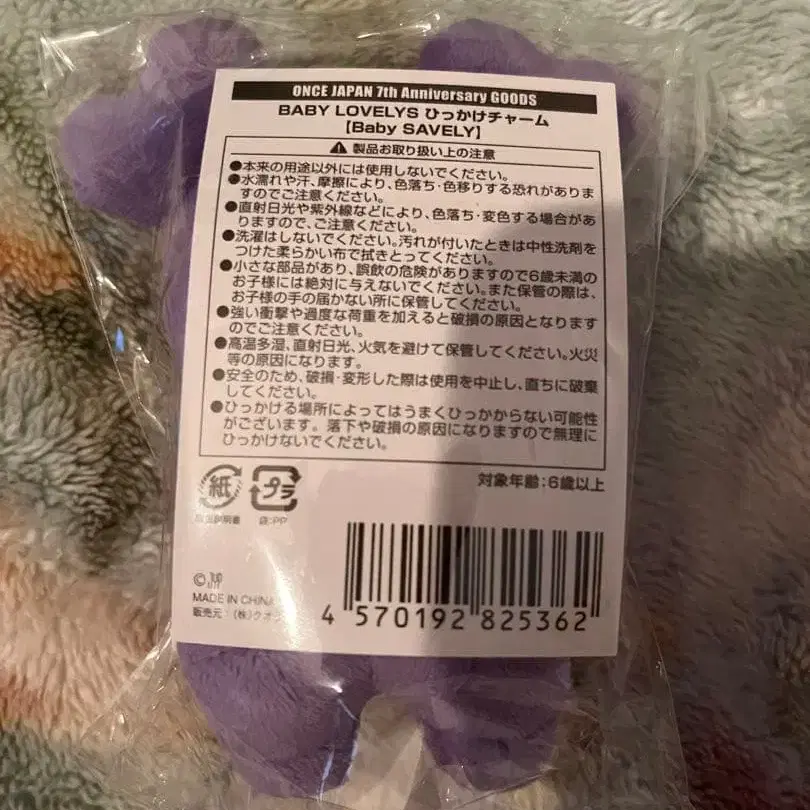 ONCE JAPAN 7th Anniversary GOODS
BABY LOVELYS ひっかけチャーム
【Baby SAVELY】
製品お取り扱い上の注意
●本来の用途以外には使用しないでください。
●水濡れや汗、摩擦により、色落ち・色移りする恐れがありま
すのでご注意ください。
●直射日光や紫外線などにより、色落ち・変色する場合があ
りますので、ご注意ください。
●洗濯はしないでください。汚れが付いたときは中性洗剤を
つけた柔らかい布で拭きとってください。
●小さな部品があり、誤飲の危険がありますので6歳未満の
お子様には絶対に与えないでください。また保管の際は、
お子様の手の届かない所に保管してください。
●強い衝撃や過度な荷重を加えると破損の原因となります
のでご注意ください。
●高温多湿、直射日光、火気を避けて保管してください。火災
等の原因になります。
●安全のため、破損・変形した際は使用を中止し、直ちに破棄
してください。
●ひっかける場所によってはうまくひっかからない可能性
がございます。落下や破損の原因になりますので無理に
ひっかけないでください。
対象年齢:6歳以上
紙 プラ
袋:PP
©
MADE IN CHINA
販売元:(株)クオ
4 570192 825362